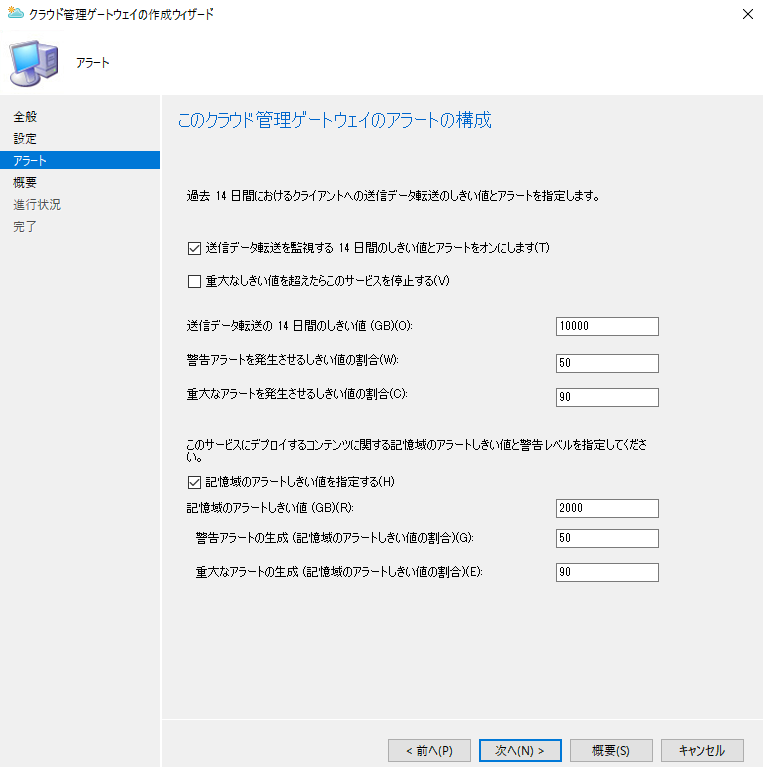 クラウド管理ゲートウェイの作成ウィザード
アラート
全般
設定
アラート
概要
進行状況
完了
このクラウド管理ゲートウェイのアラートの構成
過去 14 日間におけるクライアントへの送信データ転送のしきい値とアラートを指定します。
送信データ転送を監視する 14 日間のしきい値とアラートをオンにします(T)
重大なしきい値を超えたらこのサービスを停止する(V)
送信データ転送の 14 日間のしきい値 (GB)(O): 10000
警告アラートを発生させるしきい値の割合(W): 50
重大なアラートを発生させるしきい値の割合(C): 90
このサービスにデプロイするコンテンツに関する記憶域のアラートしきい値と警告レベルを指定してくださ
い。
記憶域のアラートしきい値を指定する(H)
記憶域のアラートしきい値 (GB)(R): 2000
警告アラートの生成 (記憶域のアラートしきい値の割合)(G): 50
重大なアラートの生成 (記憶域のアラートしきい値の割合)(E): 90
< 前へ(P) 次へ(N) > 概要(S) キャンセル